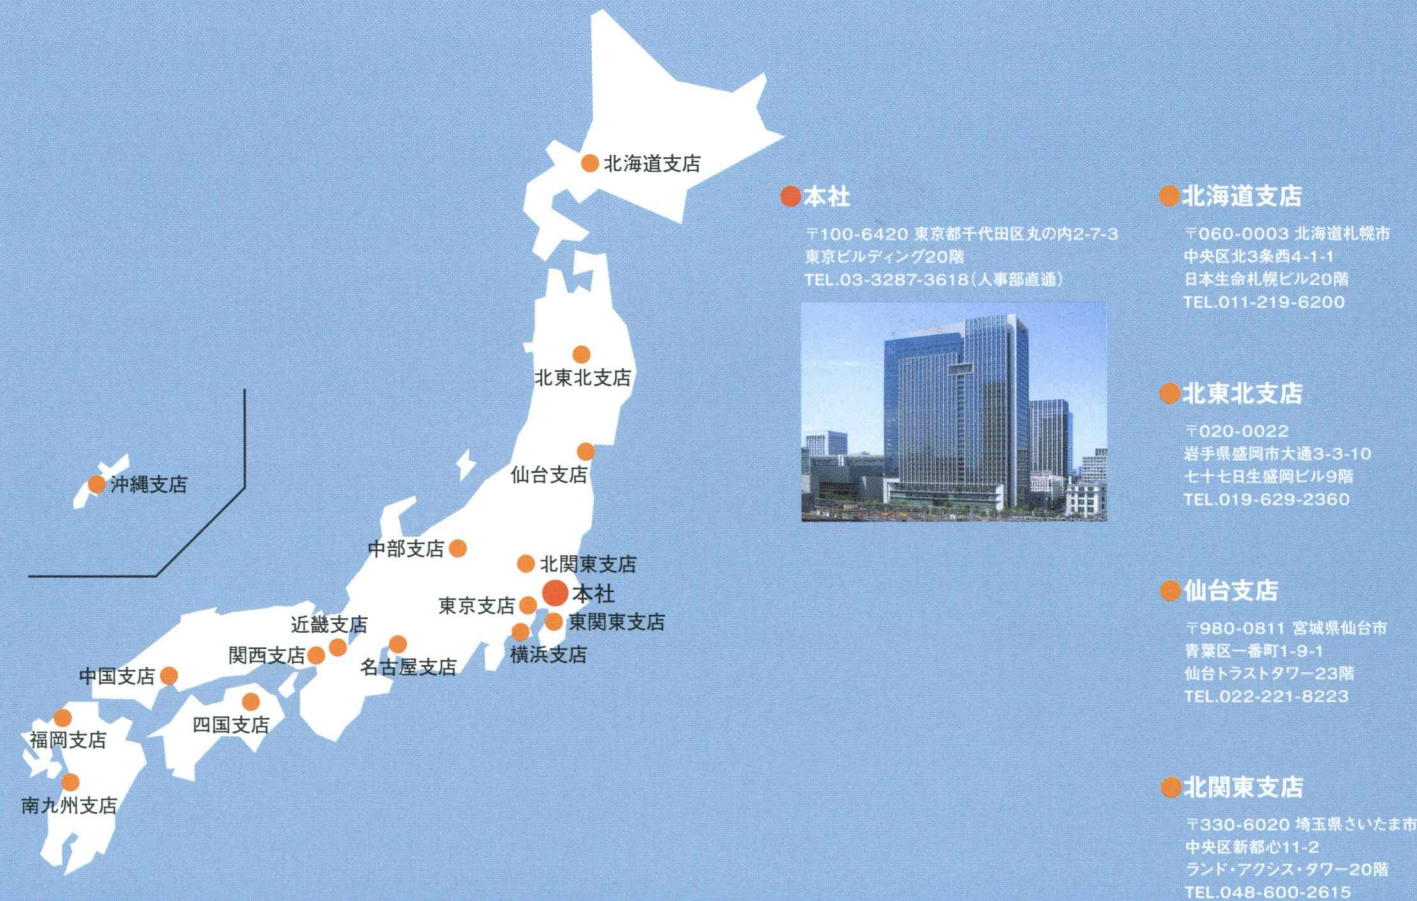 北海道支店
北東北支店
仙台支店
沖縄支店
中部支店
北関東支店
本社
東京支店
東関東支店
近畿支店
横浜支店
関西支店
名古屋支店
中国支店
四国支店
福岡支店
南九州支店
本社
〒100-6420 東京都千代田区丸の内2-7-3
東京ビルディング20階
TEL.03-3287-3618(人事部直通)
北海道支店
〒060-0003 北海道札幌市
中央区北3条西4-1-1
日本生命札幌ビル20階
TEL.011-219-6200
北東北支店
〒020-0022
岩手県盛岡市大通3-3-10
七十七日生盛岡ビル9階
TEL.019-629-2360
仙台支店
〒980-0811 宮城県仙台市
青葉区一番町1-9-1
仙台トラストタワー23階
TEL.022-221-8223
北関東支店
〒330-6020 埼玉県さいたま市
中央区新都心11-2
ランド・アクシス・タワー20階
TEL.048-600-2615